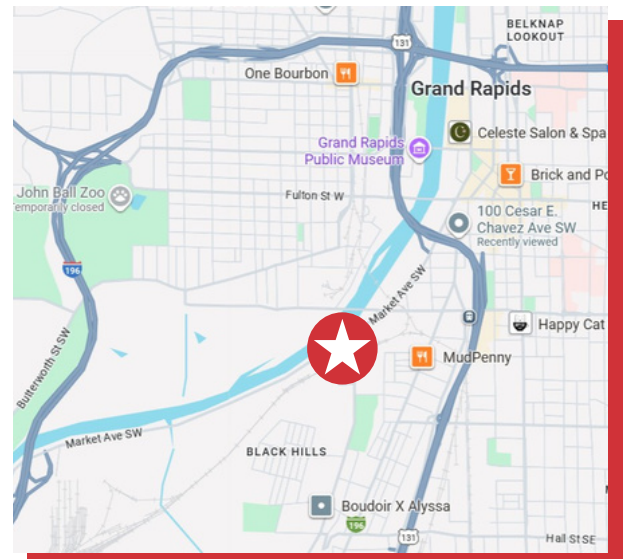 BELKNAP
LOOKOUT
131
One Bourbon
Grand Rapids
Celeste Salon & Spa
Grand Rapids
Public Museum
Brick and Po
John Ball Zoo
emporarily closed
Fulton St W
HE
100 Cesar E.
Chavez Ave SW
Recently viewed
196
Market Ave SW
Happy Cat
MudPenny
Butterworth St SW
Market Ave SW
BLACK HILLS
Boudoir X Alyssa
196
131
Hall St SE